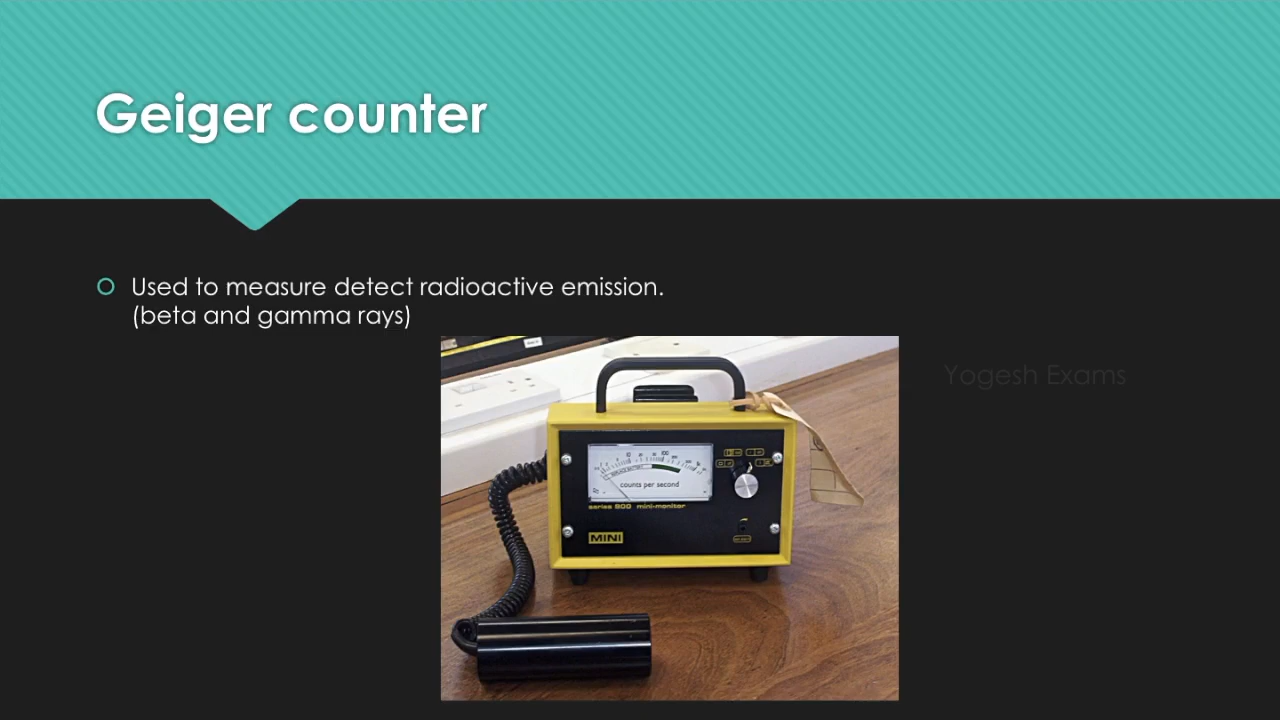 Geiger counter
Used to measure detect radioactive emission.
(beta and gamma rays)
Yogesh Exams
counts per second
series 900 mini-monitor
MINI